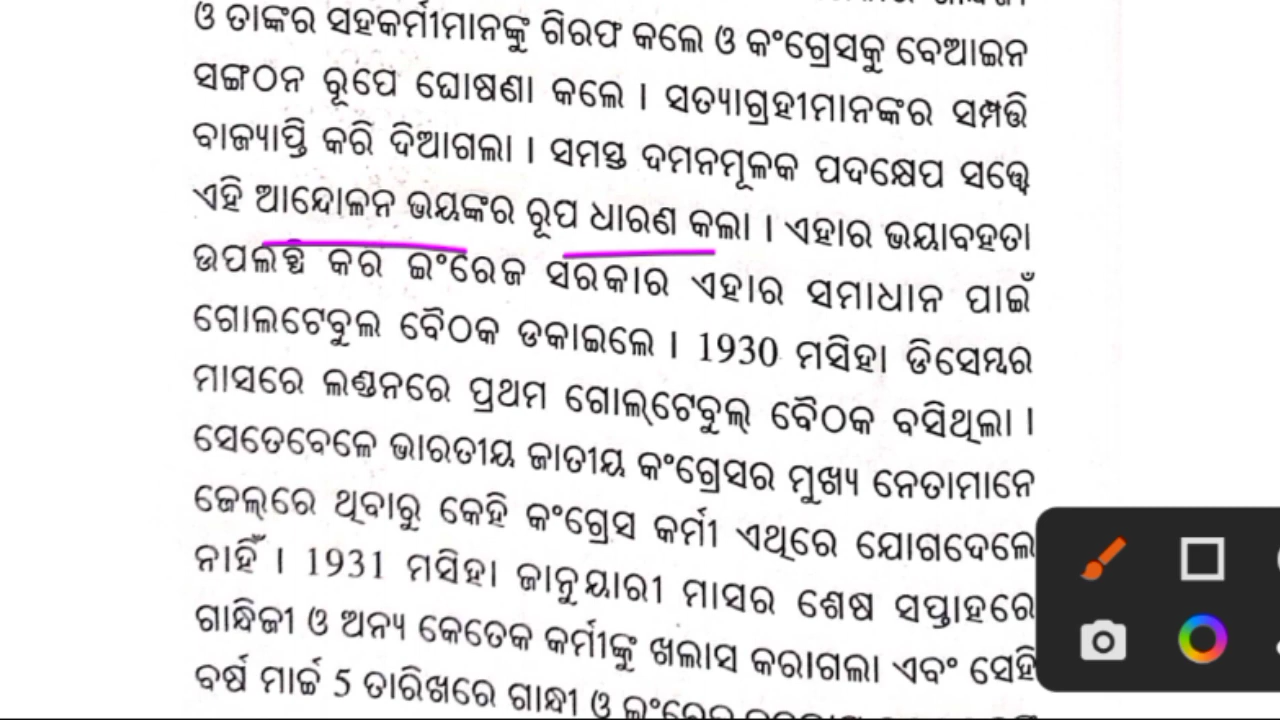 ଓ ତାଙ୍କର ସହକର୍ମୀମାନଙ୍କୁ ଗିରଫ କଲେ ଓ କଂଗ୍ରେସକୁ ବେଆଇନ
ସଙ୍ଗଠନ ରୂପେ ଘୋଷଣା କଲେ । ସତ୍ୟାଗ୍ରହୀମାନଙ୍କର ସମ୍ପତ୍ତି
ବାଜ୍ୟାପ୍ତି କରି ଦିଆଗଲା । ସମସ୍ତ ଦମନମୂଳକ ପଦକ୍ଷେପ ସତ୍ତ୍ୱେ
ଏହି ଆନ୍ଦୋଳନ ଭୟଙ୍କର ରୂପ ଧାରଣ କଲା । ଏହାର ଭୟାବହତା
ଉପଲବ୍ଧି କରି ଇଂରେଜ ସରକାର ଏହାର ସମାଧାନ ପାଇଁ
ଗୋଲଟେବୁଲ ବୈଠକ ଡକାଇଲେ । 1930 ମସିହା ଡିସେମ୍ବର
ମାସରେ ଲଣ୍ଡନରେ ପ୍ରଥମ ଗୋଲ୍‌ଟେବୁଲ୍ ବୈଠକ ବସିଥିଲା ।
ସେତେବେଳେ ଭାରତୀୟ ଜାତୀୟ କଂଗ୍ରେସର ମୁଖ୍ୟ ନେତାମାନେ
ଜେଲ୍‌ରେ ଥିବାରୁ କେହି କଂଗ୍ରେସ କର୍ମୀ ଏଥିରେ ଯୋଗଦେଲେ
ନାହିଁ । 1931 ମସିହା ଜାନୁୟାରୀ ମାସର ଶେଷ ସପ୍ତାହରେ
ଗାନ୍ଧିଜୀ ଓ ଅନ୍ୟ କେତେକ କର୍ମୀଙ୍କୁ ଖଲାସ କରାଗଲା ଏବଂ ସେହି
ବର୍ଷ ମାର୍ଚ୍ଚ 5 ତାରିଖରେ ଗାନ୍ଧୀ ଓ ଇଂରେଜ